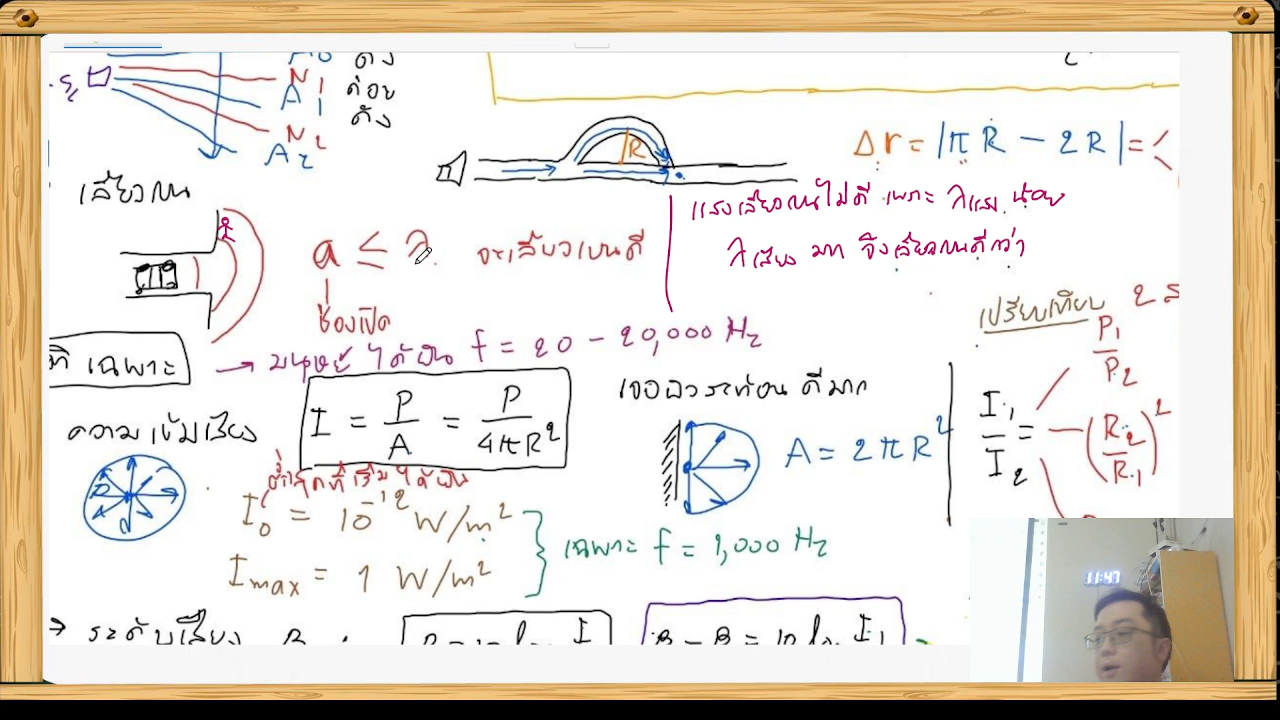 A0 ดัง
N1 ค่อย
A1 ดัง
N2
A2
R
Δr = |πR − 2R| =
เลี้ยวเบน
a ≤ λ จะเลี้ยวเบนดี
ช่องเปิด
แสงเลี้ยวเบนไม่ดี เพราะ λแสง น้อย
λเสียง มาก จึงเลี้ยวเบนดีกว่า
เฉพาะ → มนุษย์ ได้ยิน f = 20 − 20,000 Hz
ความเข้มเสียง
I = P/A = P/4πR²
เจอผิวสะท้อน ดีมาก
A = 2πR²
เปรียบเทียบ 2
I1/I2 =
P1/P2
(R2/R1)²
I0 = 10⁻¹² W/m²
Imax = 1 W/m²
เฉพาะ f = 1,000 Hz
→ ระดับเสียง
11:47